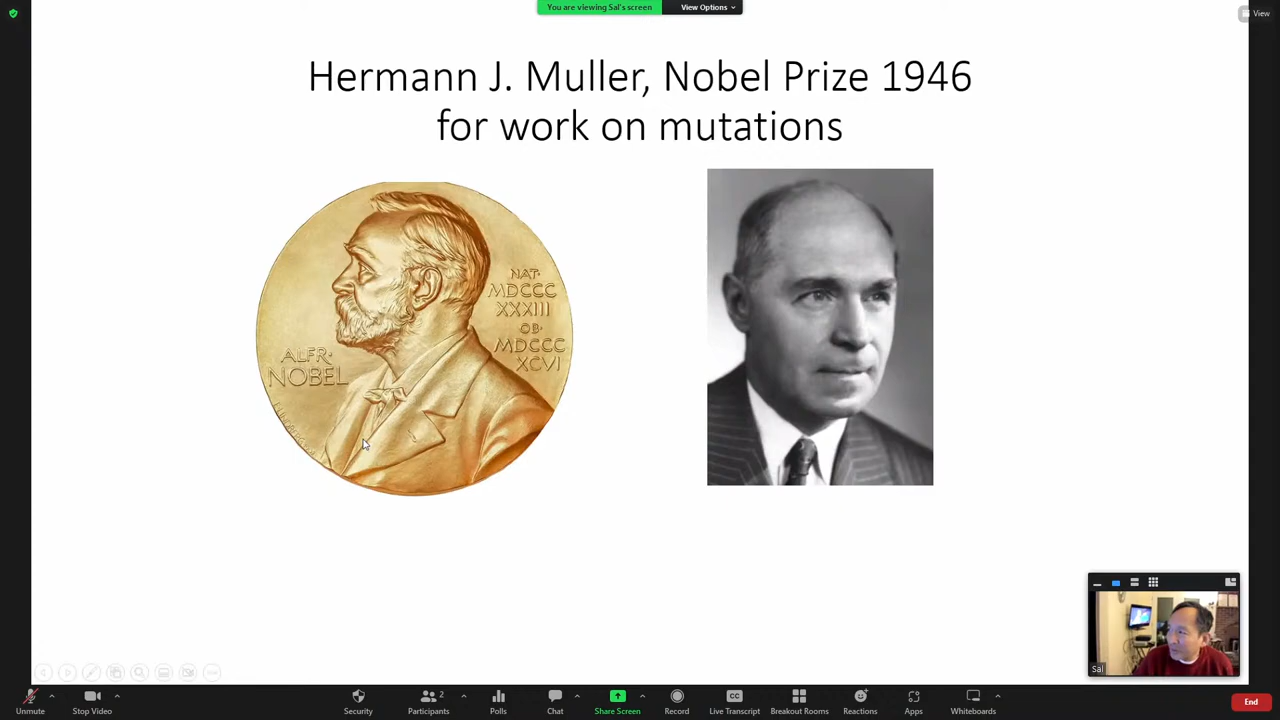 You are viewing Sal's screen
View Options
View
Hermann J. Muller, Nobel Prize 1946
for work on mutations
NAT·
MDCCC
XXXIII
OB·
MDCCC
XCVI
ALFR·
NOBEL
Sal
Unmute
Stop Video
Security
2
Participants
Polls
Chat
Share Screen
Record
Live Transcript
Breakout Rooms
Reactions
Apps
Whiteboards
End